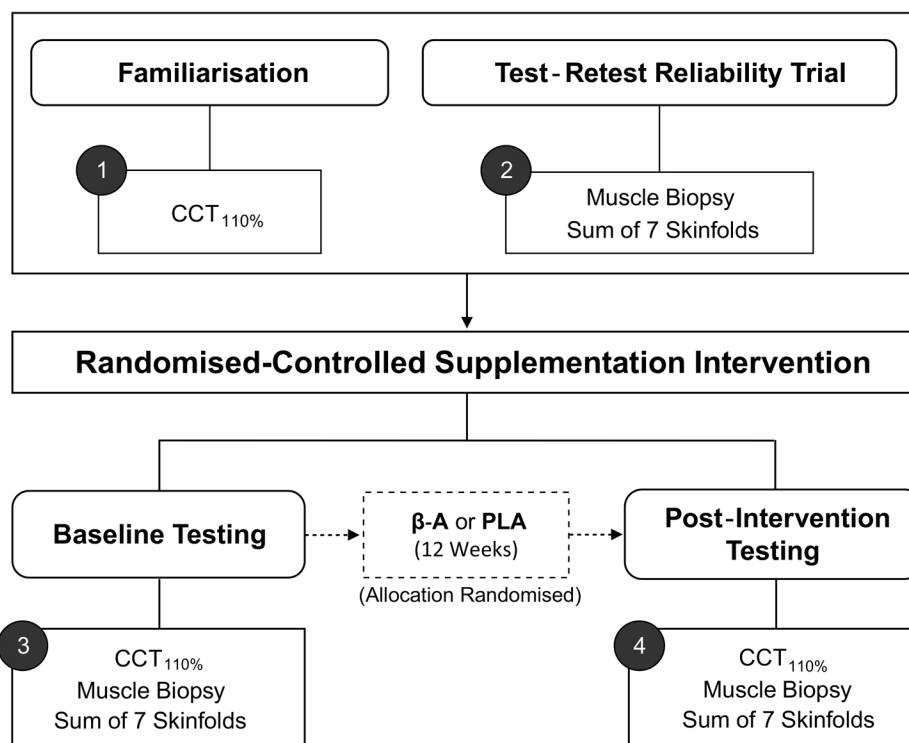 Familiarisation
Test-Retest Reliability Trial
1
CCT110%
2
Muscle Biopsy
Sum of 7 Skinfolds
Randomised-Controlled Supplementation Intervention
Baseline Testing
β-A or PLA
(12 Weeks)
(Allocation Randomised)
Post-Intervention
Testing
3
CCT110%
Muscle Biopsy
Sum of 7 Skinfolds
4
CCT110%
Muscle Biopsy
Sum of 7 Skinfolds